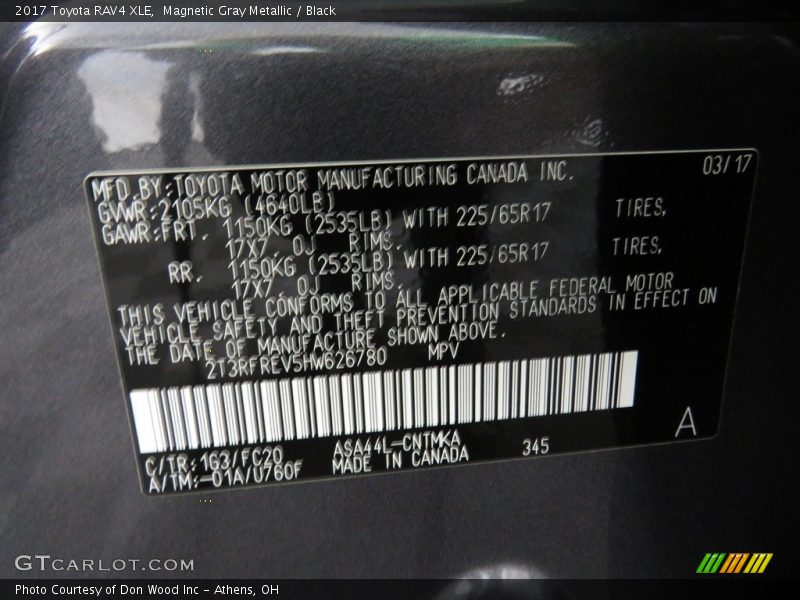 2017 Toyota RAV4 XLE,  Magnetic Gray Metallic / Black
03/17
MFD.BY:TOYOTA MOTOR MANUFACTURING CANADA INC.
GVWR:2105KG (4640LB)
GAWR:FRT. 1150KG (2535LB) WITH 225/65R17 TIRES,
17X7.0J RIMS.
RR. 1150KG (2535LB) WITH 225/65R17 TIRES,
17X7.0J RIMS.
THIS VEHICLE CONFORMS TO ALL APPLICABLE FEDERAL MOTOR
VEHICLE SAFETY AND THEFT PREVENTION STANDARDS IN EFFECT ON
THE DATE OF MANUFACTURE SHOWN ABOVE.
2T3RFREV5HW626780 MPV
A
C/TR:1G3/FC20 ASA44L-CNTMKA 345
A/TM:-01A/U760F MADE IN CANADA
GTCARLOT.COM
Photo Courtesy of Don Wood Inc - Athens, OH